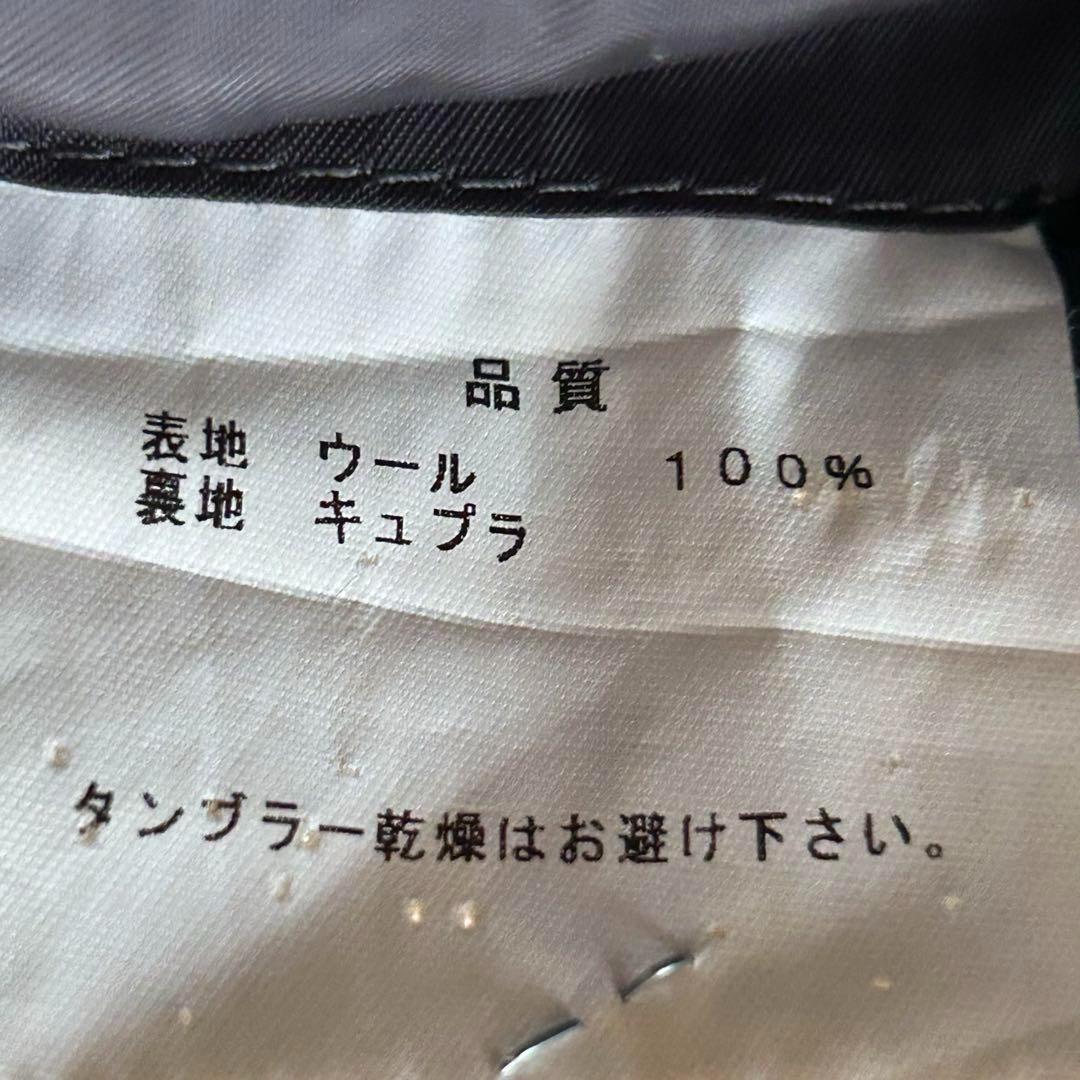 品質
表地 ウール 100%
裏地 キュプラ
タンブラー乾燥はお避け下さい。